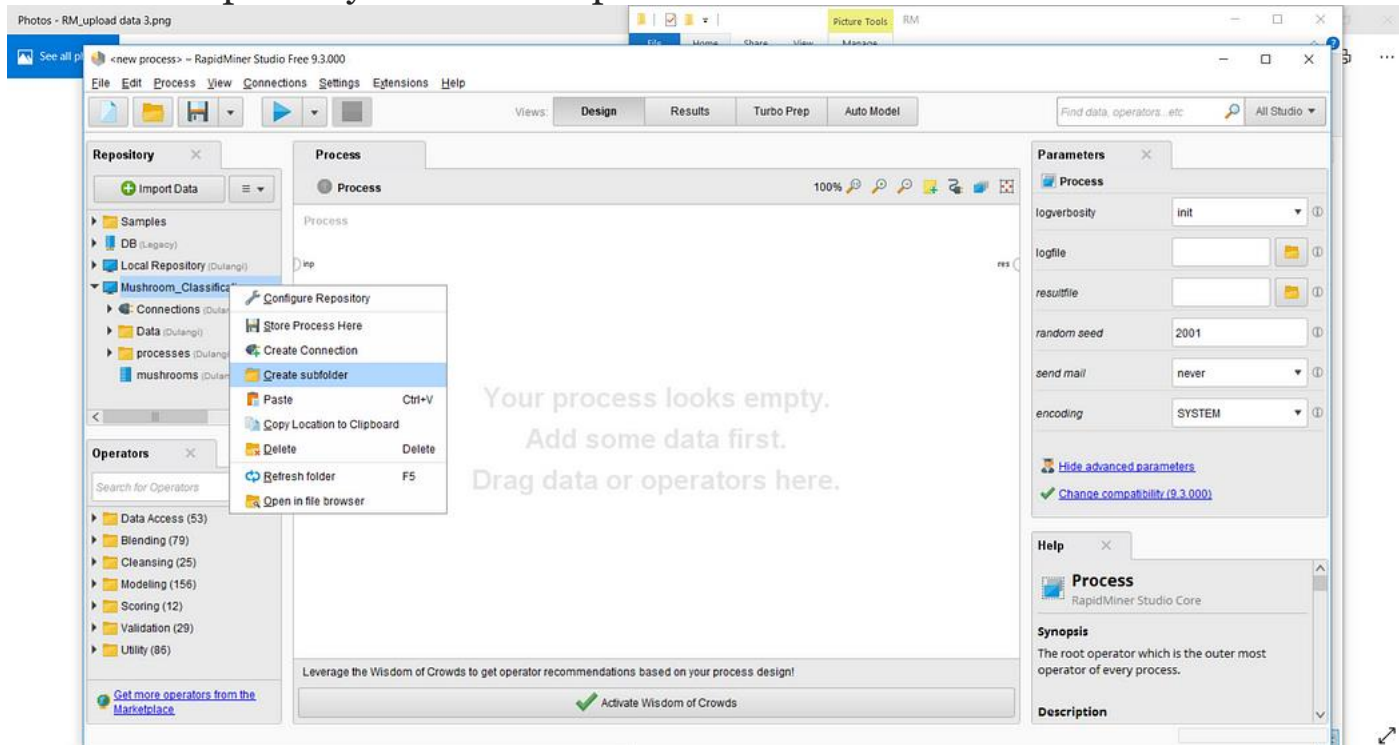 Photos - RM_upload data 3.png
Picture Tools RM
File Home Share View Manage
See all
<new process> – RapidMiner Studio Free 9.3.000
File Edit Process View Connections Settings Extensions Help
Views: Design Results Turbo Prep Auto Model
Find data, operators...etc
All Studio
Repository
Import Data
Samples
DB (Legacy)
Local Repository (Dulangi)
Connections
Data (Dulangi)
processes
mushrooms
Configure Repository
Store Process Here
Create Connection
Create subfolder
Paste Ctrl+V
Copy Location to Clipboard
Delete Delete
Refresh folder F5
Open in file browser
Operators
Search for Operators
Data Access (53)
Blending (79)
Cleansing (25)
Modeling (156)
Scoring (12)
Validation (29)
Utility (86)
Get more operators from the
Marketplace
Process
Process
100%
Process
inp
res
Your process looks empty.
Add some data first.
Drag data or operators here.
Leverage the Wisdom of Crowds to get operator recommendations based on your process design!
Activate Wisdom of Crowds
Parameters
Process
logverbosity init
logfile
resultfile
random seed 2001
send mail never
encoding SYSTEM
Hide advanced parameters
Change compatibility (9.3.000)
Help
Process
RapidMiner Studio Core
Synopsis
The root operator which is the outer most
operator of every process.
Description